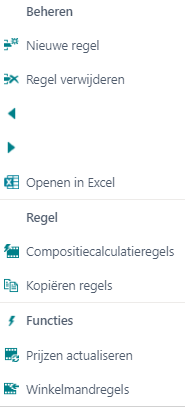 Beheren
Nieuwe regel
Regel verwijderen
Openen in Excel
Regel
Compositiecalculatieregels
Kopiëren regels
Functies
Prijzen actualiseren
Winkelmandregels